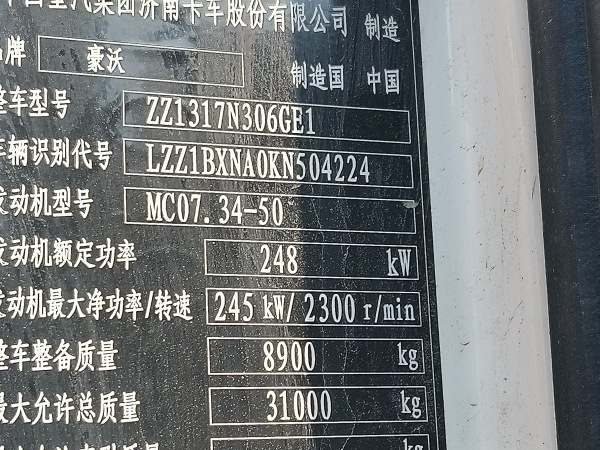 中国重汽集团济南卡车股份有限公司 制造
品牌 豪沃 制造国 中国
整车型号 ZZ1317N306GE1
车辆识别代号 LZZ1BXNA0KN504224
发动机型号 MC07.34-50
发动机额定功率 248 kW
发动机最大净功率/转速 245 kW/ 2300 r/min
整车整备质量 8900 kg
最大允许总质量 31000 kg
kg